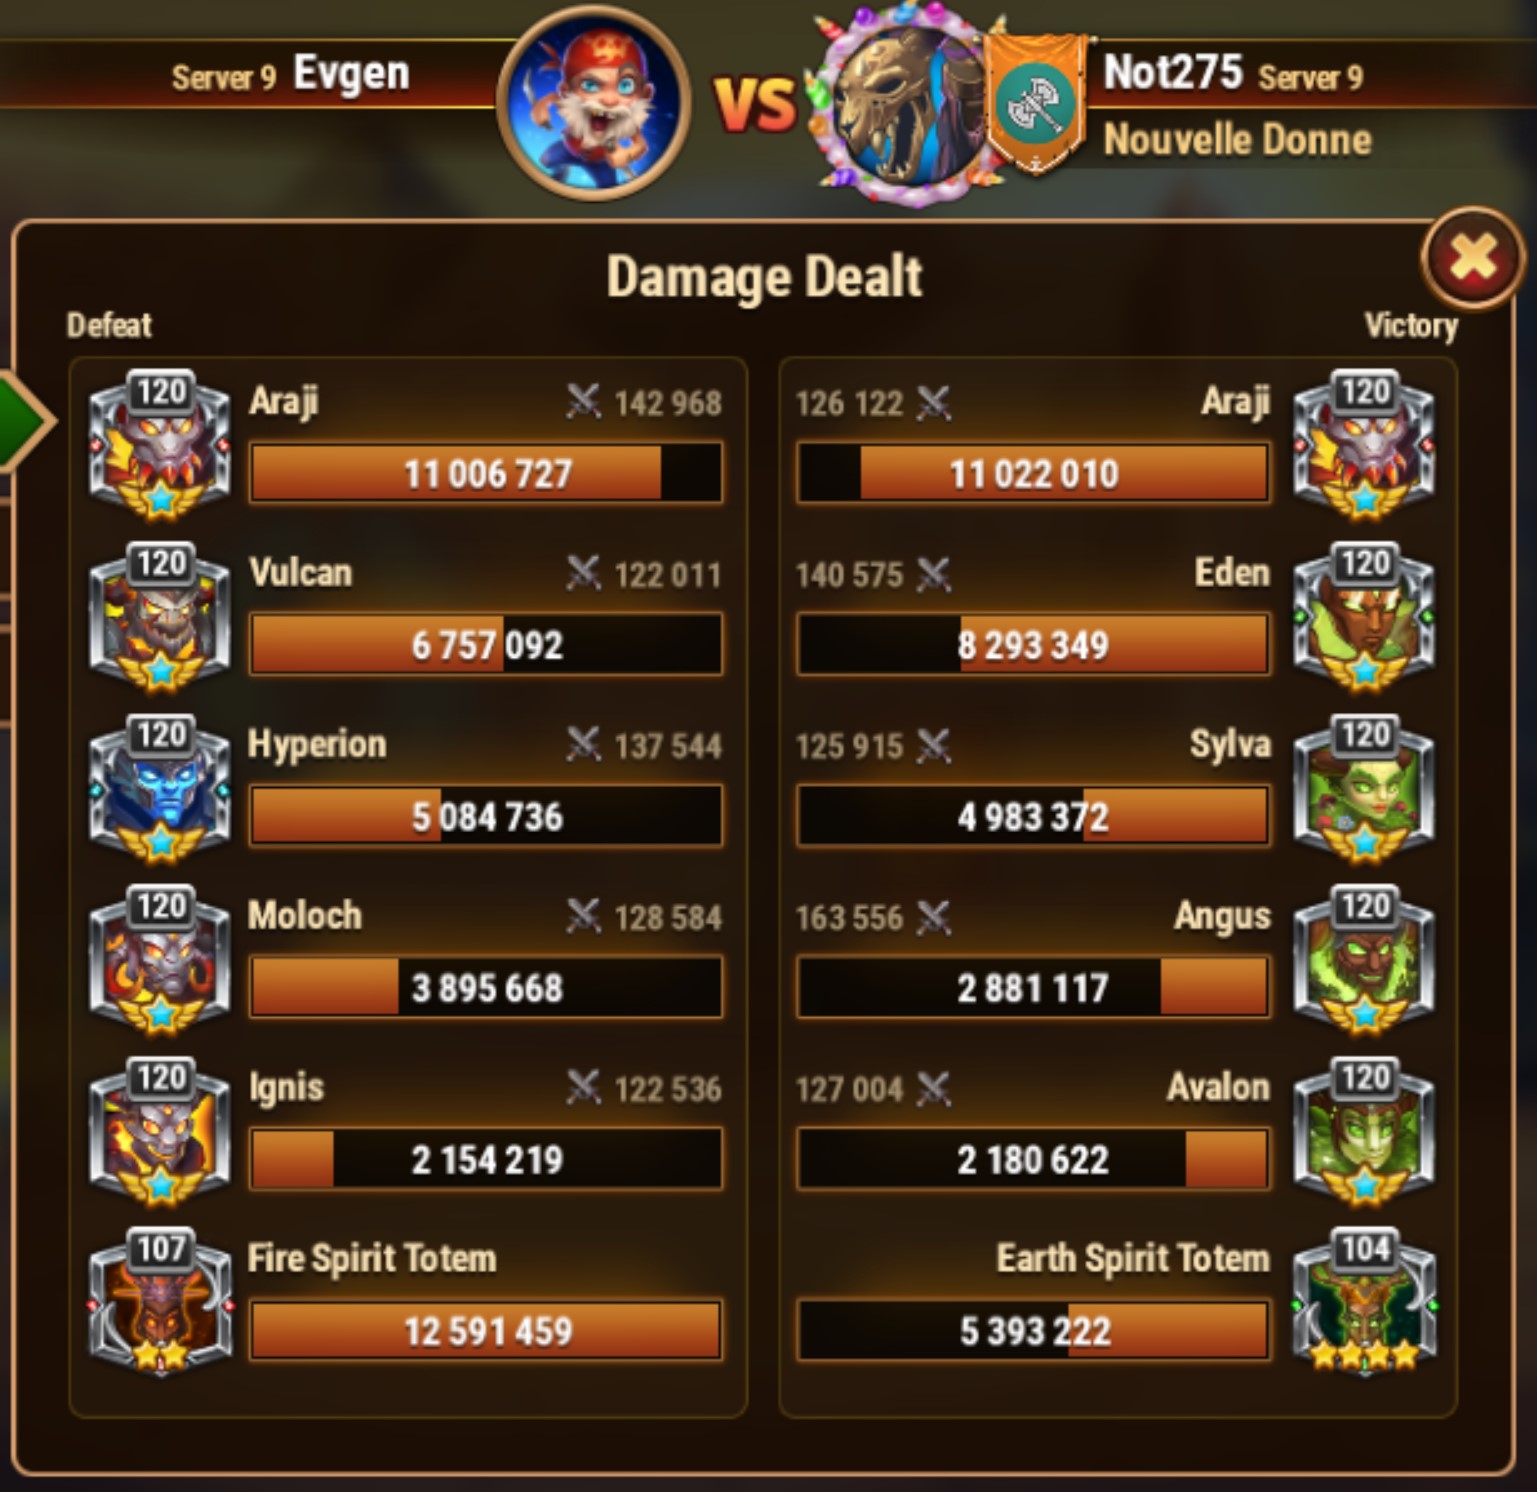 Server 9 Evgen
VS
Not275 Server 9
Nouvelle Donne
Damage Dealt
Defeat
Victory
120 Araji 142 968
11 006 727
126 122 Araji 120
11 022 010
120 Vulcan 122 011
6 757 092
140 575 Eden 120
8 293 349
120 Hyperion 137 544
5 084 736
125 915 Sylva 120
4 983 372
120 Moloch 128 584
3 895 668
163 556 Angus 120
2 881 117
120 Ignis 122 536
2 154 219
127 004 Avalon 120
2 180 622
107 Fire Spirit Totem
12 591 459
Earth Spirit Totem 104
5 393 222